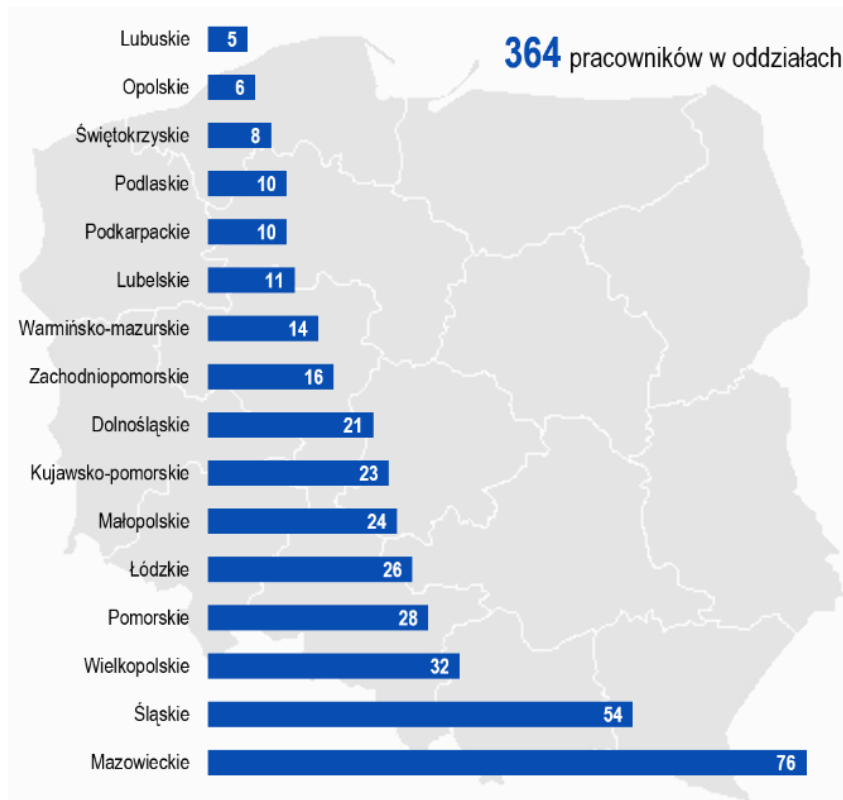 Lubuskie 5
364 pracowników w oddziałach
Opolskie 6
Świętokrzyskie 8
Podlaskie 10
Podkarpackie 10
Lubelskie 11
Warmińsko-mazurskie 14
Zachodniopomorskie 16
Dolnośląskie 21
Kujawsko-pomorskie 23
Małopolskie 24
Łódzkie 26
Pomorskie 28
Wielkopolskie 32
Śląskie 54
Mazowieckie 76